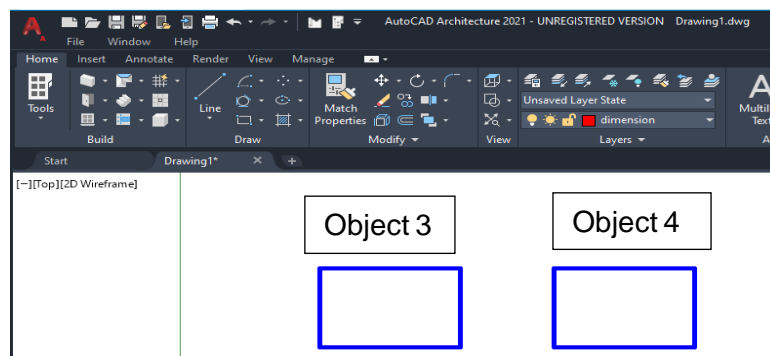 AutoCAD Architecture 2021 - UNREGISTERED VERSION Drawing1.dwg
File Window Help
Home Insert Annotate Render View Manage
Tools
Line
Match
Properties
Unsaved Layer State
dimension
Multil
Text
Build Draw Modify View Layers A
Start Drawing1* +
[−][Top][2D Wireframe]
Object 3 Object 4